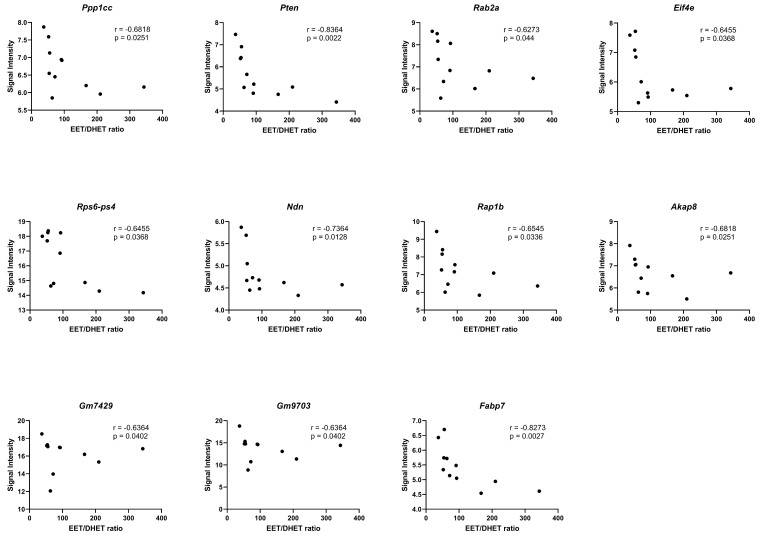 Ppp1cc
r = -0.6818
p = 0.0251
Signal Intensity
8.0
7.5
7.0
6.5
6.0
5.5
0 100 200 300 400
EET/DHET ratio
Pten
r = -0.8364
p = 0.0022
Signal Intensity
8
7
6
5
4
0 100 200 300 400
EET/DHET ratio
Rab2a
r = -0.6273
p = 0.044
Signal Intensity
9
8
7
6
5
0 100 200 300 400
EET/DHET ratio
Eif4e
r = -0.6455
p = 0.0368
Signal Intensity
8
7
6
5
0 100 200 300 400
EET/DHET ratio
Rps6-ps4
r = -0.6455
p = 0.0368
Signal Intensity
19
18
17
16
15
14
13
0 100 200 300 400
EET/DHET ratio
Ndn
r = -0.7364
p = 0.0128
Signal Intensity
6.0
5.5
5.0
4.5
4.0
0 100 200 300 400
EET/DHET ratio
Rap1b
r = -0.6545
p = 0.0336
Signal Intensity
10
9
8
7
6
5
0 100 200 300 400
EET/DHET ratio
Akap8
r = -0.6818
p = 0.0251
Signal Intensity
9
8
7
6
5
0 100 200 300 400
EET/DHET ratio
Gm7429
r = -0.6364
p = 0.0402
Signal Intensity
20
18
16
14
12
10
0 100 200 300 400
EET/DHET ratio
Gm9703
r = -0.6364
p = 0.0402
Signal Intensity
20
15
10
5
0
0 100 200 300 400
EET/DHET ratio
Fabp7
r = -0.8273
p = 0.0027
Signal Intensity
7.0
6.5
6.0
5.5
5.0
4.5
4.0
0 100 200 300 400
EET/DHET ratio